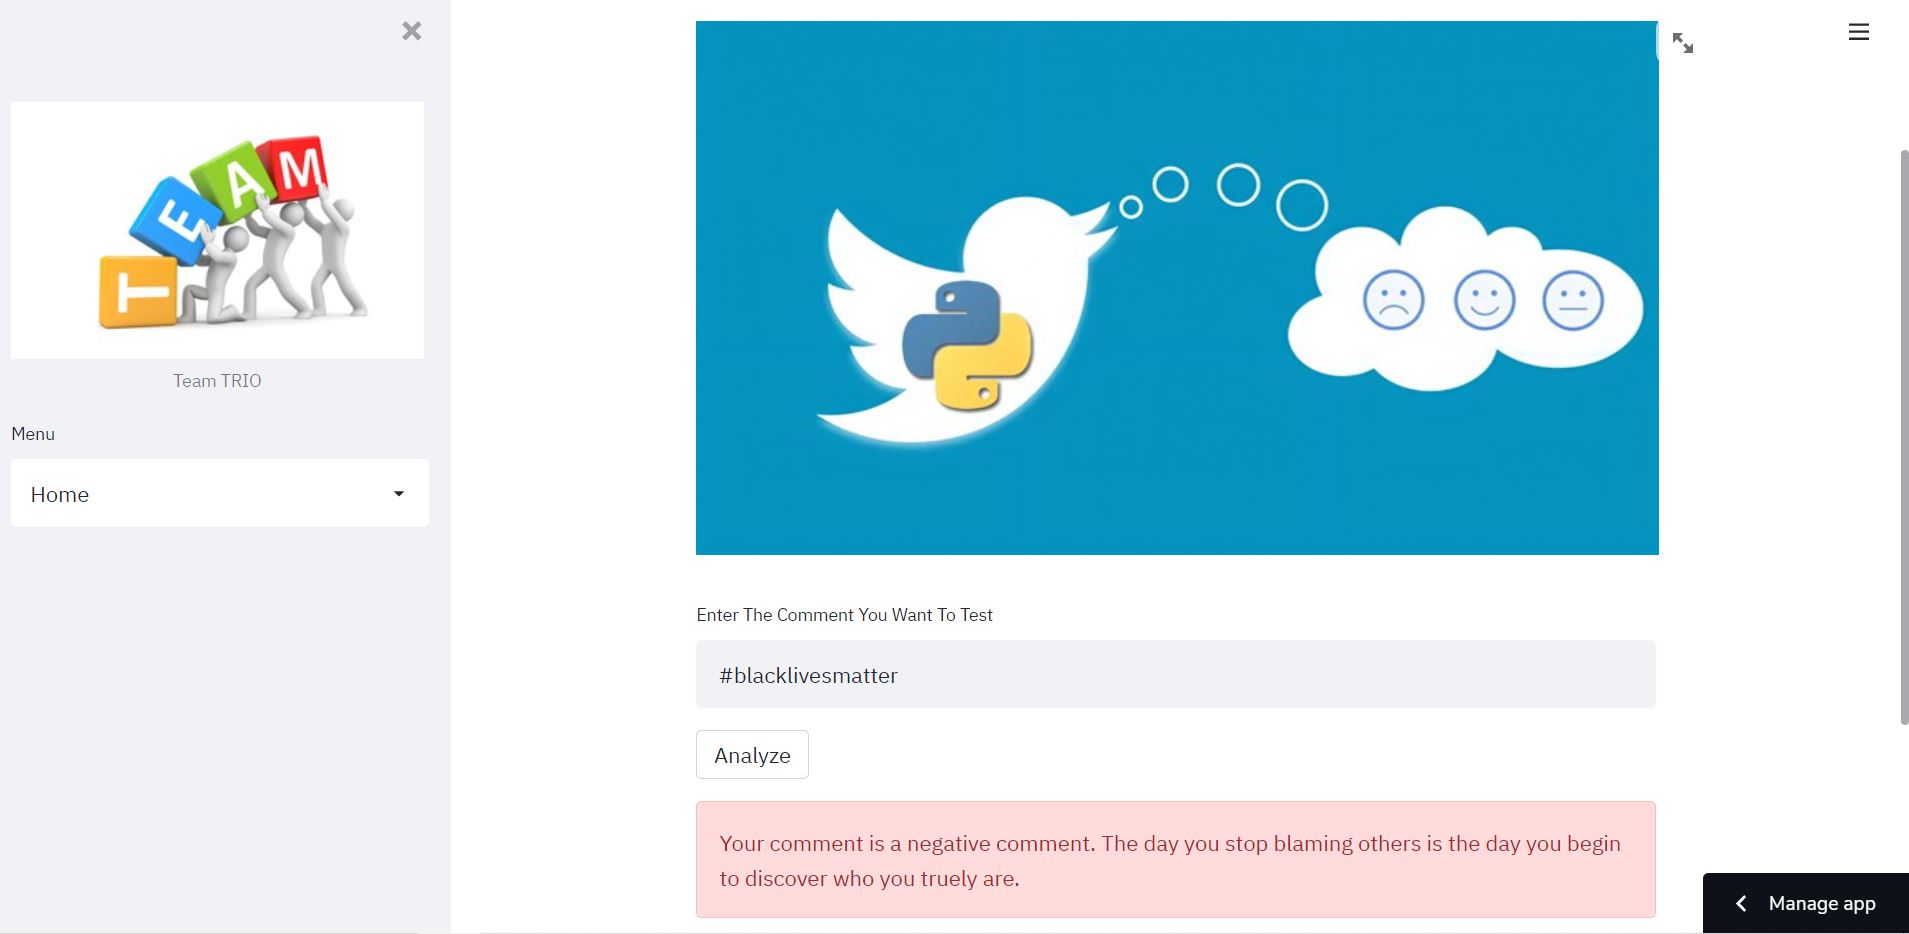 TEAM
Team TRIO
Menu
Home
Enter The Comment You Want To Test
#blacklivesmatter
Analyze
Your comment is a negative comment. The day you stop blaming others is the day you begin
to discover who you truely are.
Manage app